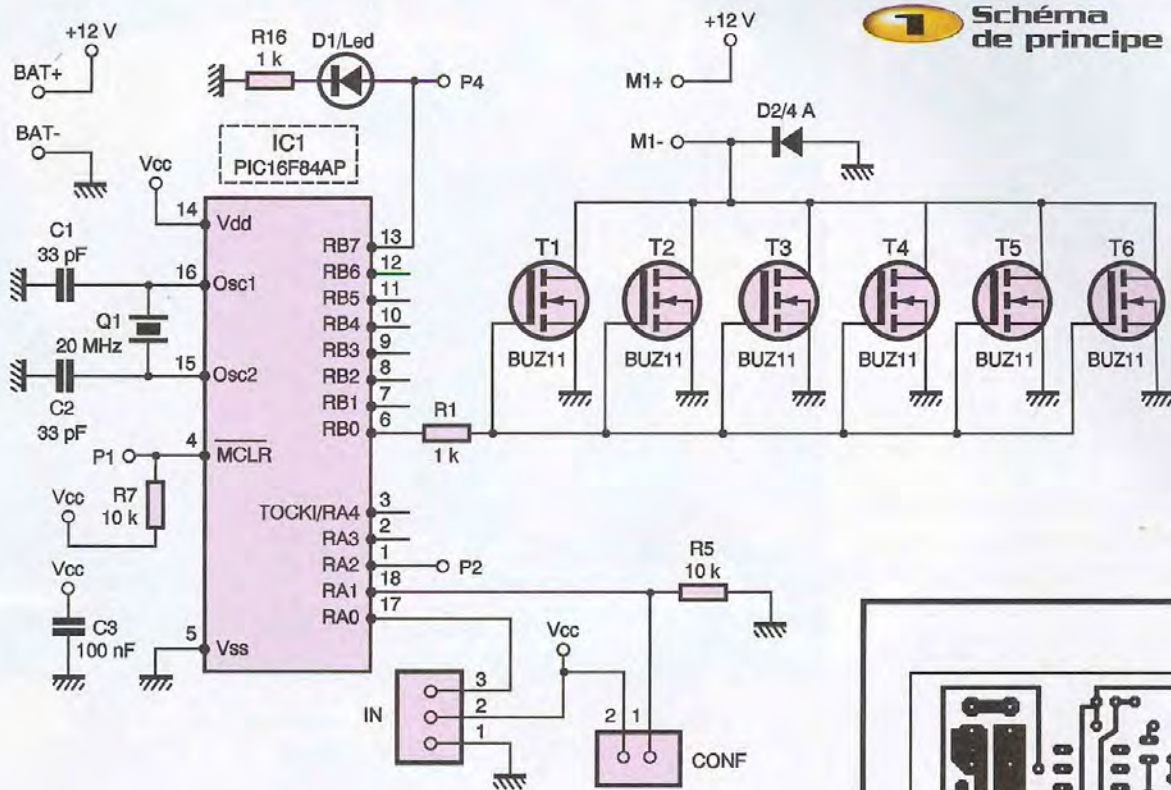 1 Schéma
de principe
+12 V
BAT+
BAT-
R16
1 k
D1/Led
P4
+12 V
M1+
M1-
D2/4 A
IC1
PIC16F84AP
Vcc
14
Vdd
C1
33 pF
16
Osc1
Q1
20 MHz
15
Osc2
C2
33 pF
4
MCLR
P1
Vcc
R7
10 k
Vcc
C3
100 nF
5
Vss
RB7
13
RB6
12
RB5
11
RB4
10
RB3
9
RB2
8
RB1
7
RB0
6
R1
1 k
TOCKI/RA4
3
RA3
2
RA2
1
P2
RA1
18
RA0
17
R5
10 k
T1
BUZ11
T2
BUZ11
T3
BUZ11
T4
BUZ11
T5
BUZ11
T6
BUZ11
IN
3
2
1
Vcc
2 1
CONF